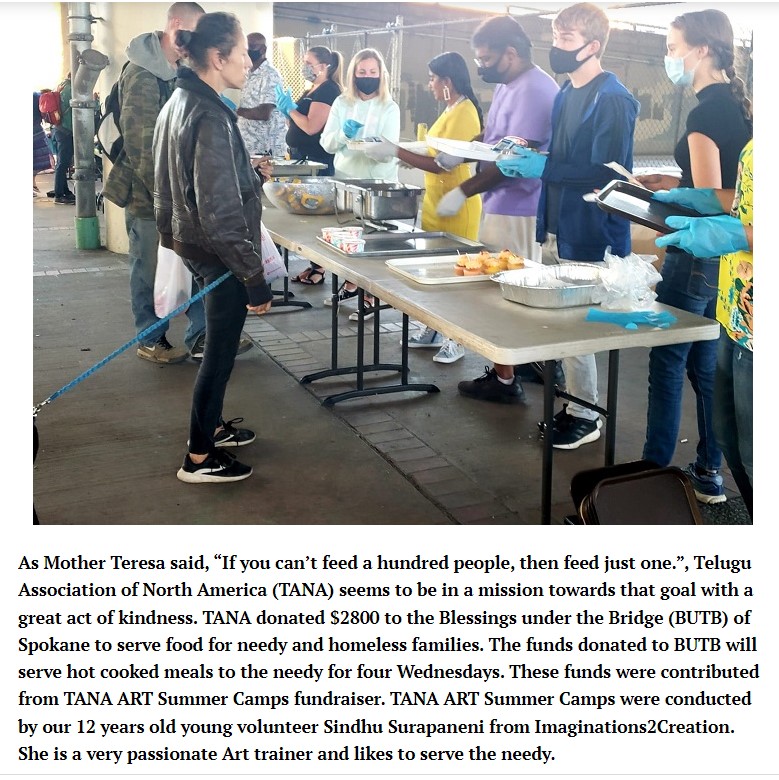 As Mother Teresa said, “If you can’t feed a hundred people, then feed just one.”, Telugu
Association of North America (TANA) seems to be in a mission towards that goal with a
great act of kindness. TANA donated $2800 to the Blessings under the Bridge (BUTB) of
Spokane to serve food for needy and homeless families. The funds donated to BUTB will
serve hot cooked meals to the needy for four Wednesdays. These funds were contributed
from TANA ART Summer Camps fundraiser. TANA ART Summer Camps were conducted
by our 12 years old young volunteer Sindhu Surapaneni from Imaginations2Creation.
She is a very passionate Art trainer and likes to serve the needy.